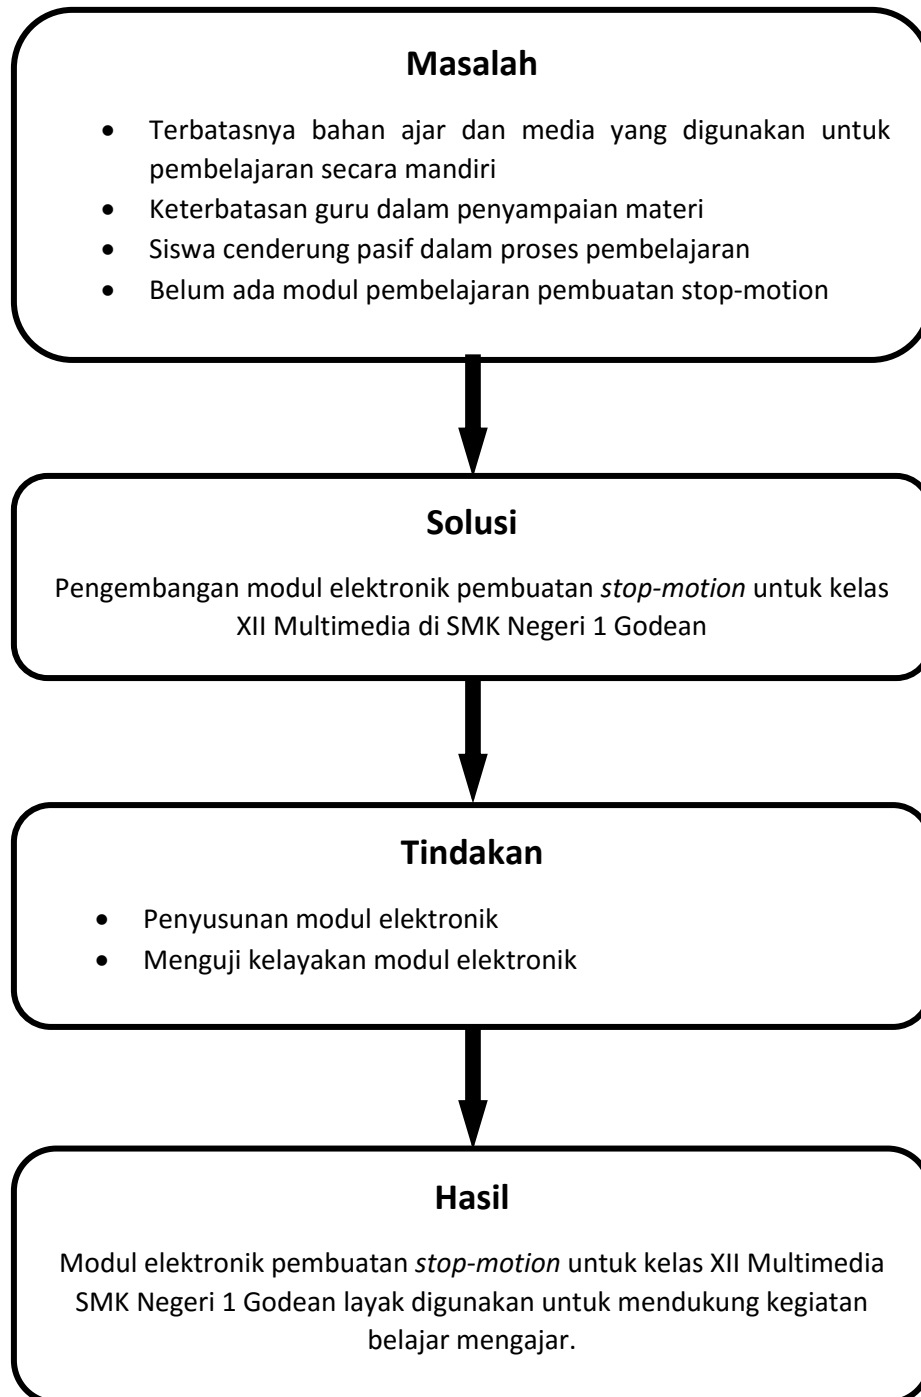 Masalah
• Terbatasnya bahan ajar dan media yang digunakan untuk
pembelajaran secara mandiri
• Keterbatasan guru dalam penyampaian materi
• Siswa cenderung pasif dalam proses pembelajaran
• Belum ada modul pembelajaran pembuatan stop-motion
Solusi
Pengembangan modul elektronik pembuatan stop-motion untuk kelas
XII Multimedia di SMK Negeri 1 Godean
Tindakan
• Penyusunan modul elektronik
• Menguji kelayakan modul elektronik
Hasil
Modul elektronik pembuatan stop-motion untuk kelas XII Multimedia
SMK Negeri 1 Godean layak digunakan untuk mendukung kegiatan
belajar mengajar.